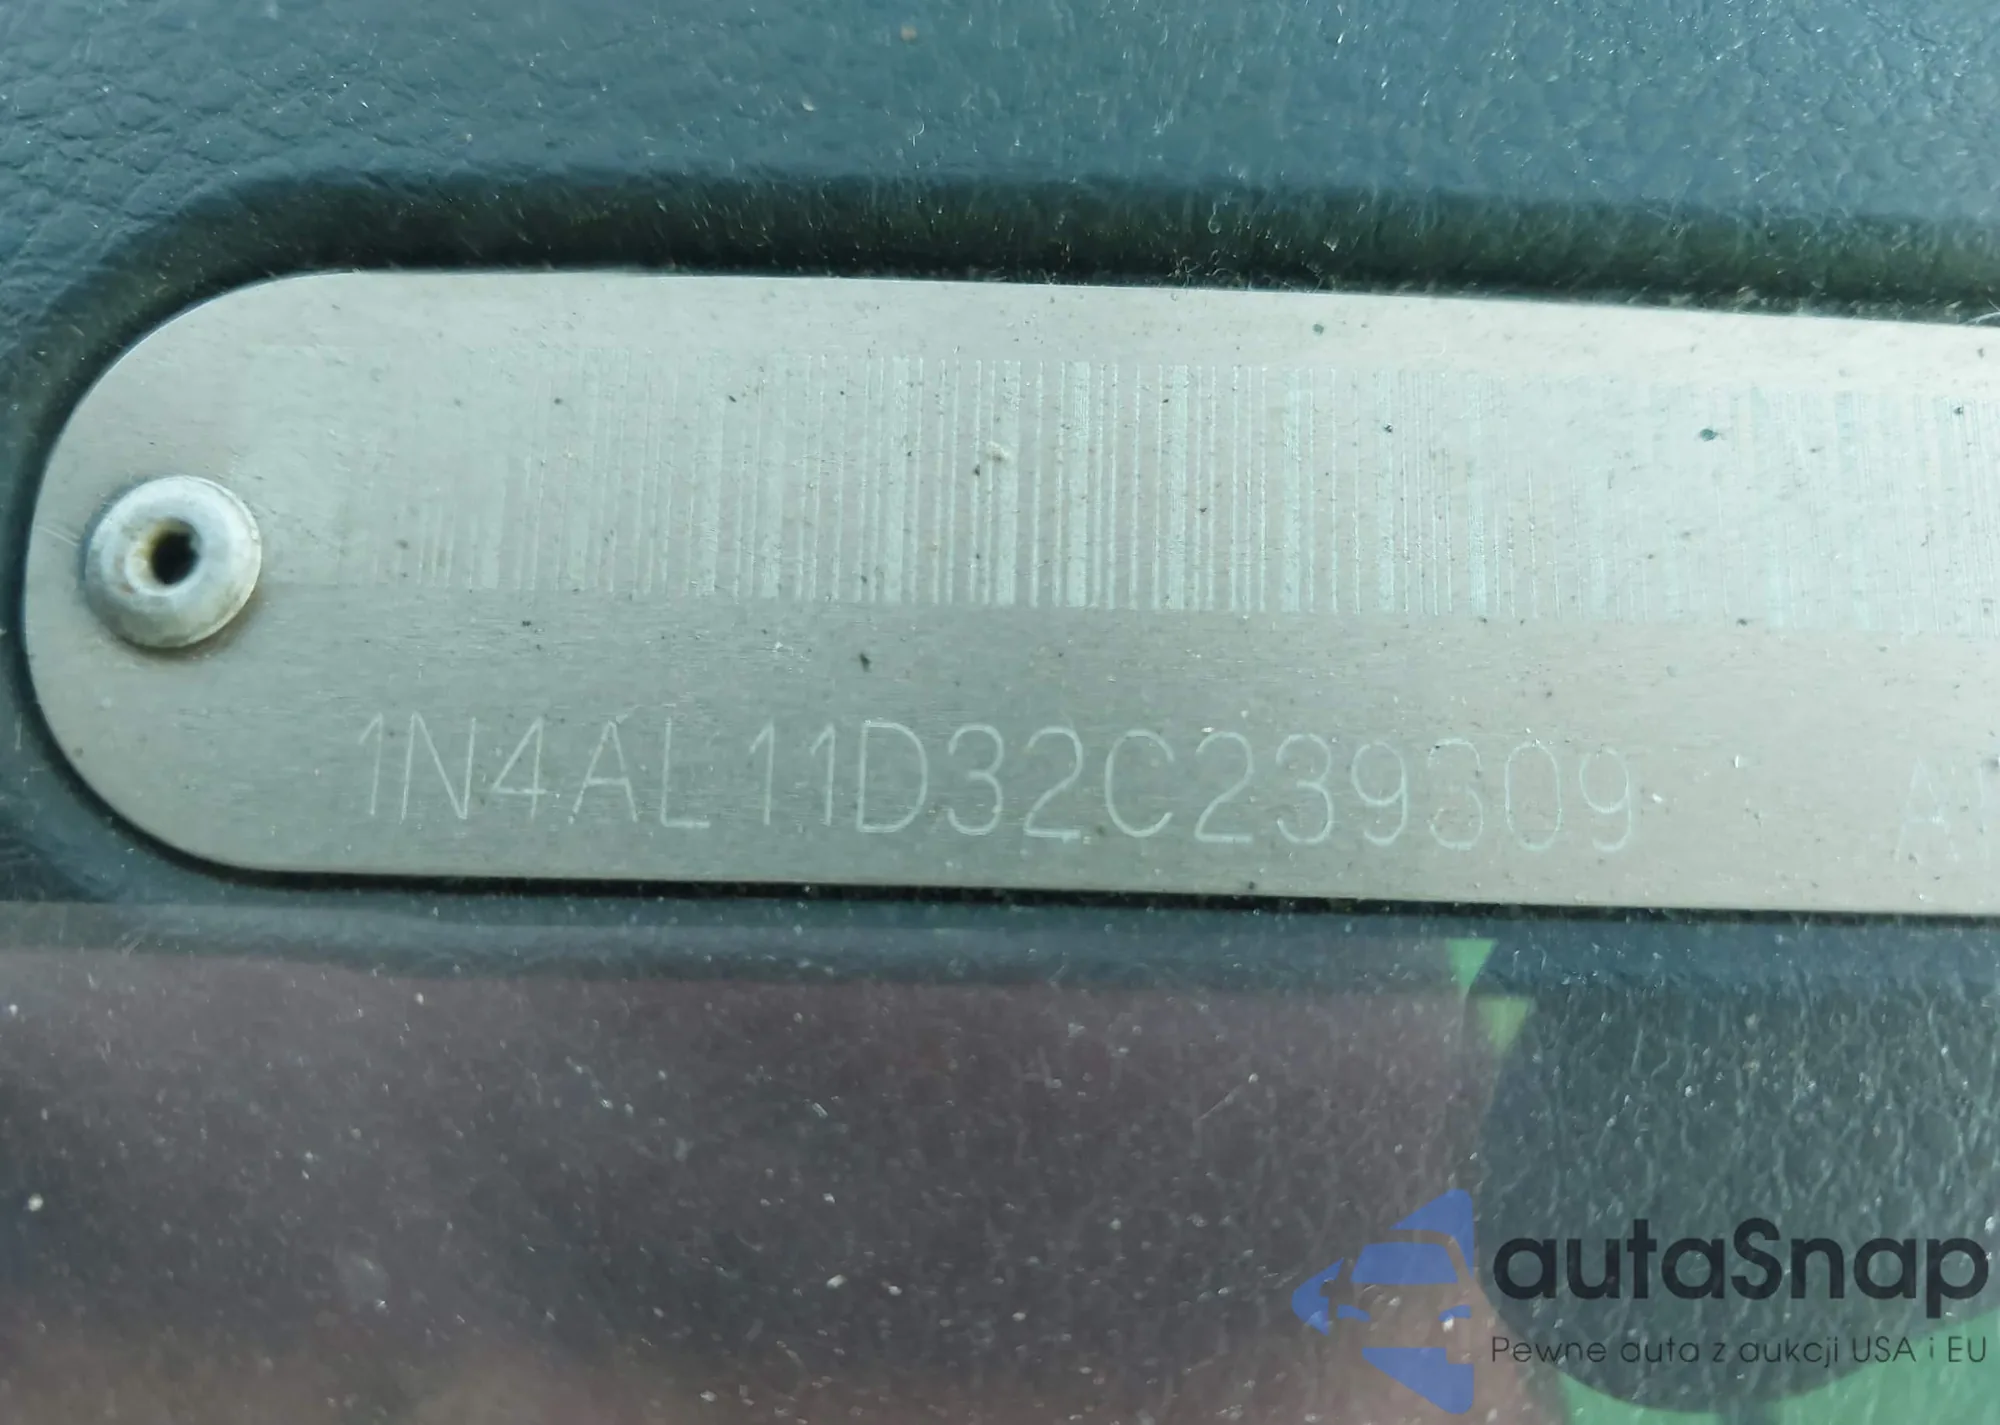 1N4AL11D32C239309
autaSnap
Pewne auta z aukcji USA i EU